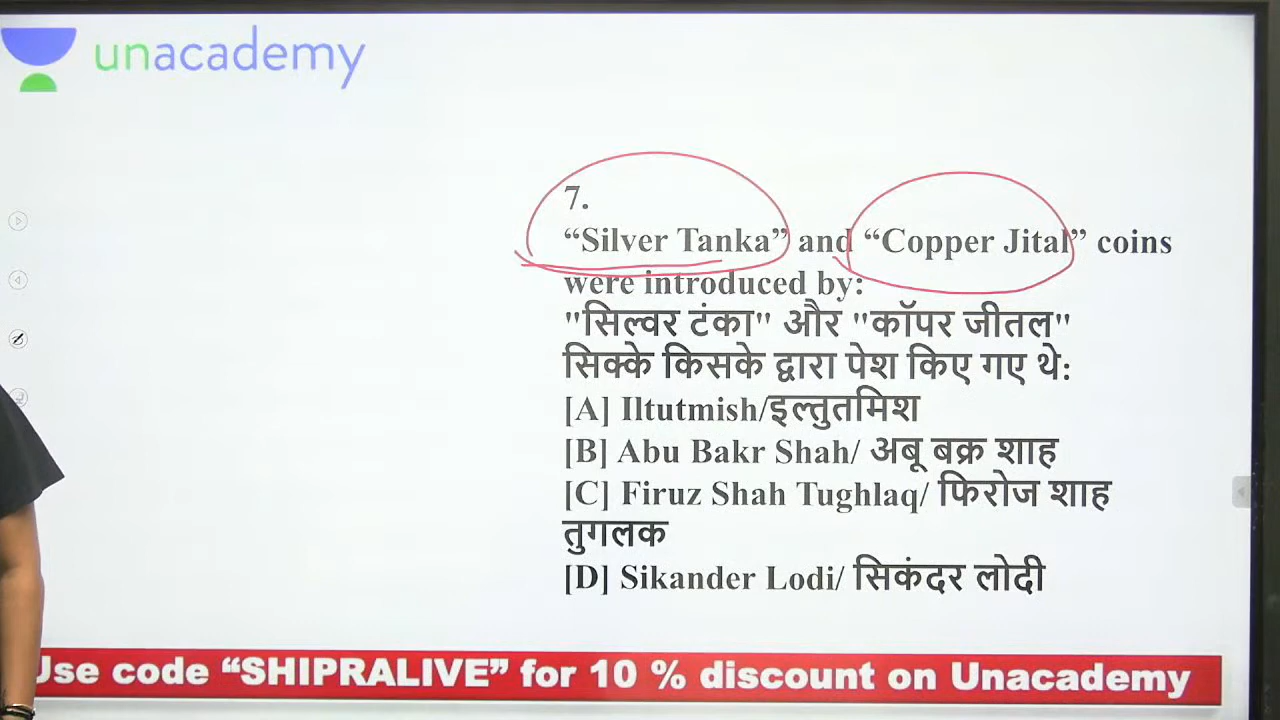 unacademy
7.
“Silver Tanka” and “Copper Jital” coins
were introduced by:
"सिल्वर टंका" और "कॉपर जीतल"
सिक्के किसके द्वारा पेश किए गए थे:
[A] Iltutmish/इल्तुतमिश
[B] Abu Bakr Shah/ अबू बक्र शाह
[C] Firuz Shah Tughlaq/ फिरोज शाह
तुगलक
[D] Sikander Lodi/ सिकंदर लोदी
Use code “SHIPRALIVE” for 10 % discount on Unacademy